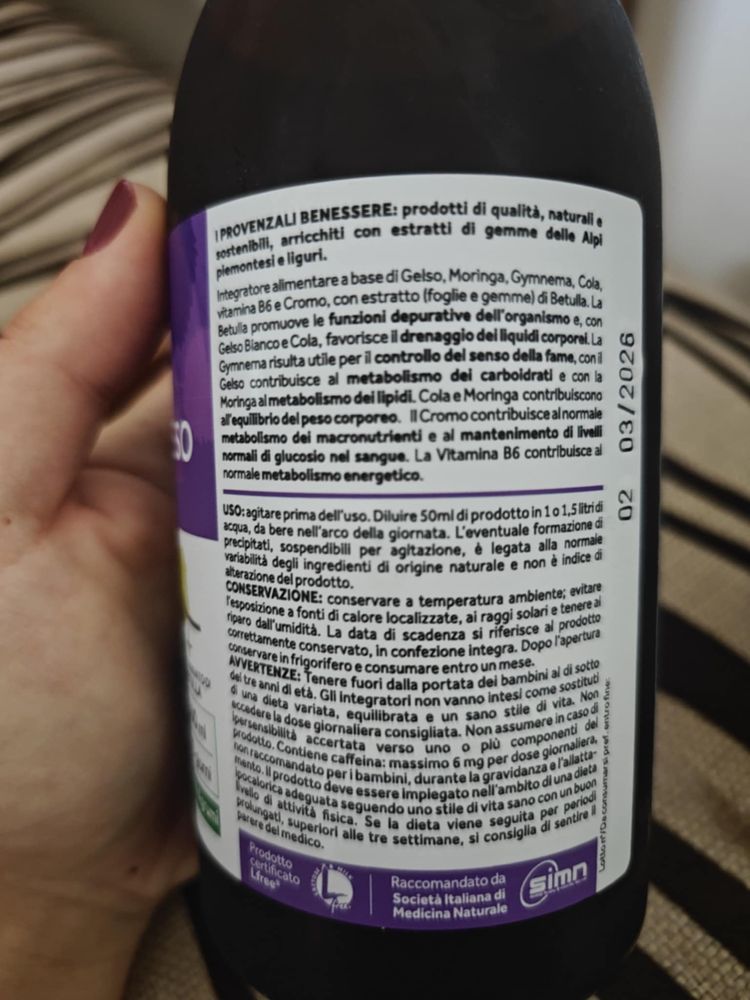 I PROVENZALI BENESSERE: prodotti di qualità, naturali e
sostenibili, arricchiti con estratti di gemme delle Alpi
piemontesi e liguri.
Integratore alimentare a base di Gelso, Moringa, Gymnema, Cola,
vitamina B6 e Cromo, con estratto (foglie e gemme) di Betulla. La
Betulla promuove le funzioni depurative dell'organismo e, con
Gelso Bianco e Cola, favorisce il drenaggio dei liquidi corporei. La
Gymnema risulta utile per il controllo del senso della fame, con il
Gelso contribuisce al metabolismo dei carboidrati e con la
Moringa al metabolismo dei lipidi. Cola e Moringa contribuiscono
all'equilibrio del peso corporeo. Il Cromo contribuisce al normale
metabolismo dei macronutrienti e al mantenimento di livelli
normali di glucosio nel sangue. La Vitamina B6 contribuisce al
normale metabolismo energetico.
USO: agitare prima dell'uso. Diluire 50ml di prodotto in 1 o 1,5 litri di
acqua, da bere nell'arco della giornata. L'eventuale formazione di
precipitati, sospendibili per agitazione, è legata alla normale
variabilità degli ingredienti di origine naturale e non è indice di
alterazione del prodotto.
CONSERVAZIONE: conservare a temperatura ambiente; evitare
l'esposizione a fonti di calore localizzate, ai raggi solari e tenere al
riparo dall'umidità. La data di scadenza si riferisce al prodotto
correttamente conservato, in confezione integra. Dopo l'apertura
conservare in frigorifero e consumare entro un mese.
AVVERTENZE: Tenere fuori dalla portata dei bambini al di sotto
dei tre anni di età. Gli integratori non vanno intesi come sostituti
di una dieta variata, equilibrata e un sano stile di vita. Non
eccedere la dose giornaliera consigliata. Non assumere in caso di
ipersensibilità accertata verso uno o più componenti del
prodotto. Contiene caffeina: massimo 6 mg per dose giornaliera,
non raccomandato per i bambini, durante la gravidanza e l'allatta-
mento. Il prodotto deve essere impiegato nell'ambito di una dieta
ipocalorica adeguata seguendo uno stile di vita sano con un buon
livello di attività fisica. Se la dieta viene seguita per periodi
prolungati, superiori alle tre settimane, si consiglia di sentire il
parere del medico.
Prodotto
certificato
Lfree®
free
Raccomandato da
Società Italiana di
Medicina Naturale
simn
02 03/2026
Lotto n°/Da consumarsi pref. entro fine:
SO